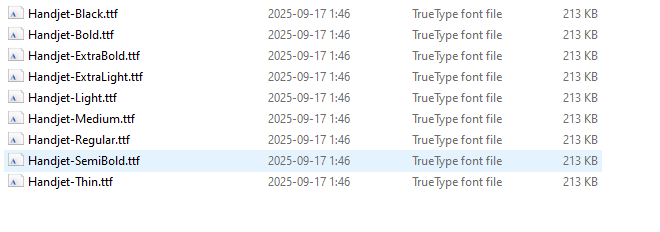 Handjet-Black.ttf 2025-09-17 1:46 TrueType font file 213 KB
Handjet-Bold.ttf 2025-09-17 1:46 TrueType font file 213 KB
Handjet-ExtraBold.ttf 2025-09-17 1:46 TrueType font file 213 KB
Handjet-ExtraLight.ttf 2025-09-17 1:46 TrueType font file 213 KB
Handjet-Light.ttf 2025-09-17 1:46 TrueType font file 213 KB
Handjet-Medium.ttf 2025-09-17 1:46 TrueType font file 213 KB
Handjet-Regular.ttf 2025-09-17 1:46 TrueType font file 213 KB
Handjet-SemiBold.ttf 2025-09-17 1:46 TrueType font file 213 KB
Handjet-Thin.ttf 2025-09-17 1:46 TrueType font file 213 KB